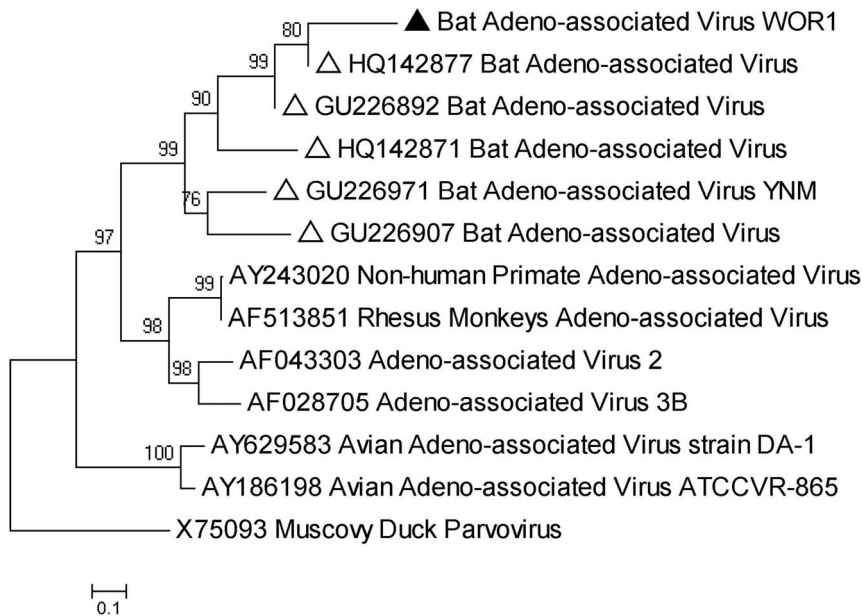 80
Bat Adeno-associated Virus WOR1
99
HQ142877 Bat Adeno-associated Virus
90
GU226892 Bat Adeno-associated Virus
99
HQ142871 Bat Adeno-associated Virus
76
GU226971 Bat Adeno-associated Virus YNM
97
GU226907 Bat Adeno-associated Virus
99
AY243020 Non-human Primate Adeno-associated Virus
98
AF513851 Rhesus Monkeys Adeno-associated Virus
98
AF043303 Adeno-associated Virus 2
AF028705 Adeno-associated Virus 3B
100
AY629583 Avian Adeno-associated Virus strain DA-1
AY186198 Avian Adeno-associated Virus ATCCVR-865
X75093 Muscovy Duck Parvovirus
0.1